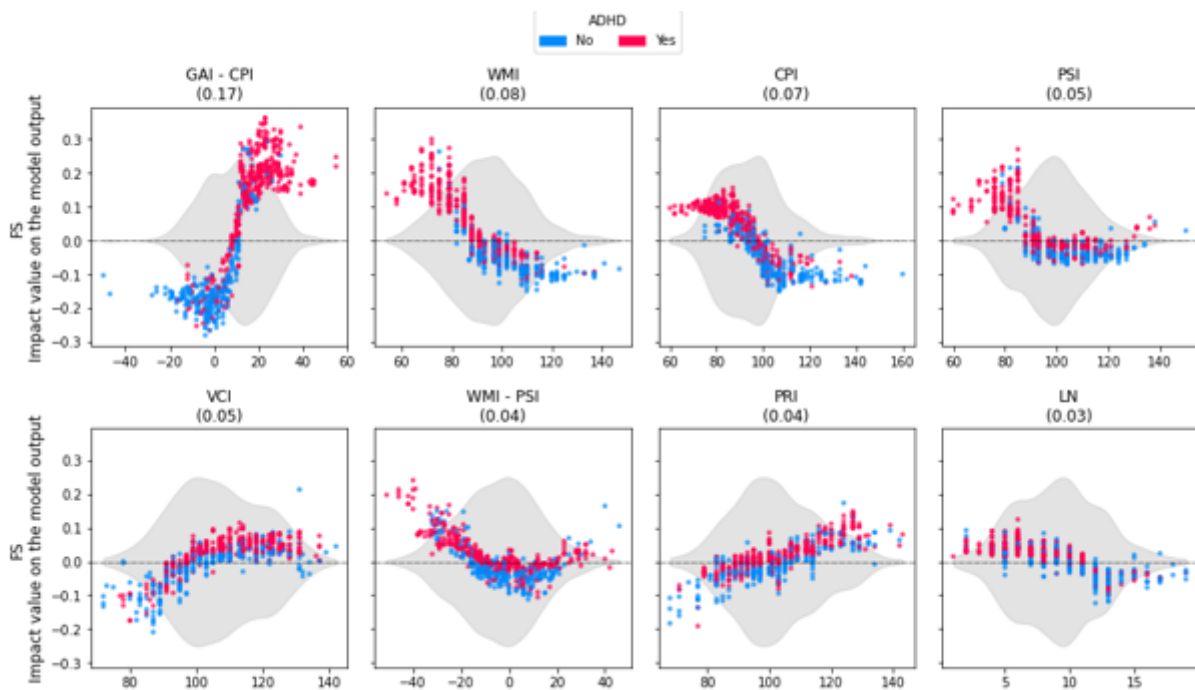 ADHD
No Yes
GAI - CPI
(0.17)
WMI
(0.08)
CPI
(0.07)
PSI
(0.05)
FS
Impact value on the model output
0.3
0.2
0.1
0.0
−0.1
−0.2
−0.3
−40 −20 0 20 40 60
60 80 100 120 140
60 80 100 120 140 160
60 80 100 120 140
VCI
(0.05)
WMI - PSI
(0.04)
PRI
(0.04)
LN
(0.03)
FS
Impact value on the model output
0.3
0.2
0.1
0.0
−0.1
−0.2
−0.3
80 100 120 140
−40 −20 0 20 40
80 100 120 140
5 10 15